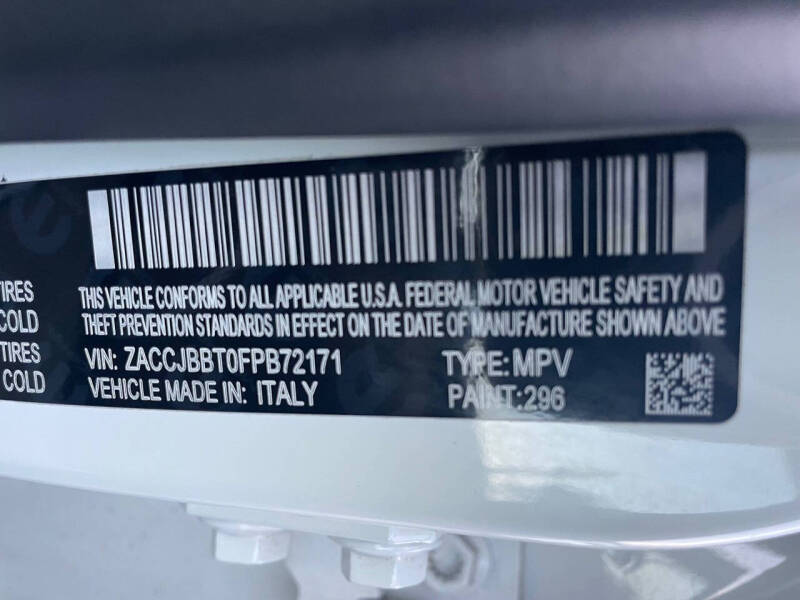 TIRES
COLD
TIRES
COLD
THIS VEHICLE CONFORMS TO ALL APPLICABLE U.S.A. FEDERAL MOTOR VEHICLE SAFETY AND
THEFT PREVENTION STANDARDS IN EFFECT ON THE DATE OF MANUFACTURE SHOWN ABOVE
VIN: ZACCJBBT0FPB72171 TYPE: MPV
VEHICLE MADE IN: ITALY PAINT: 296